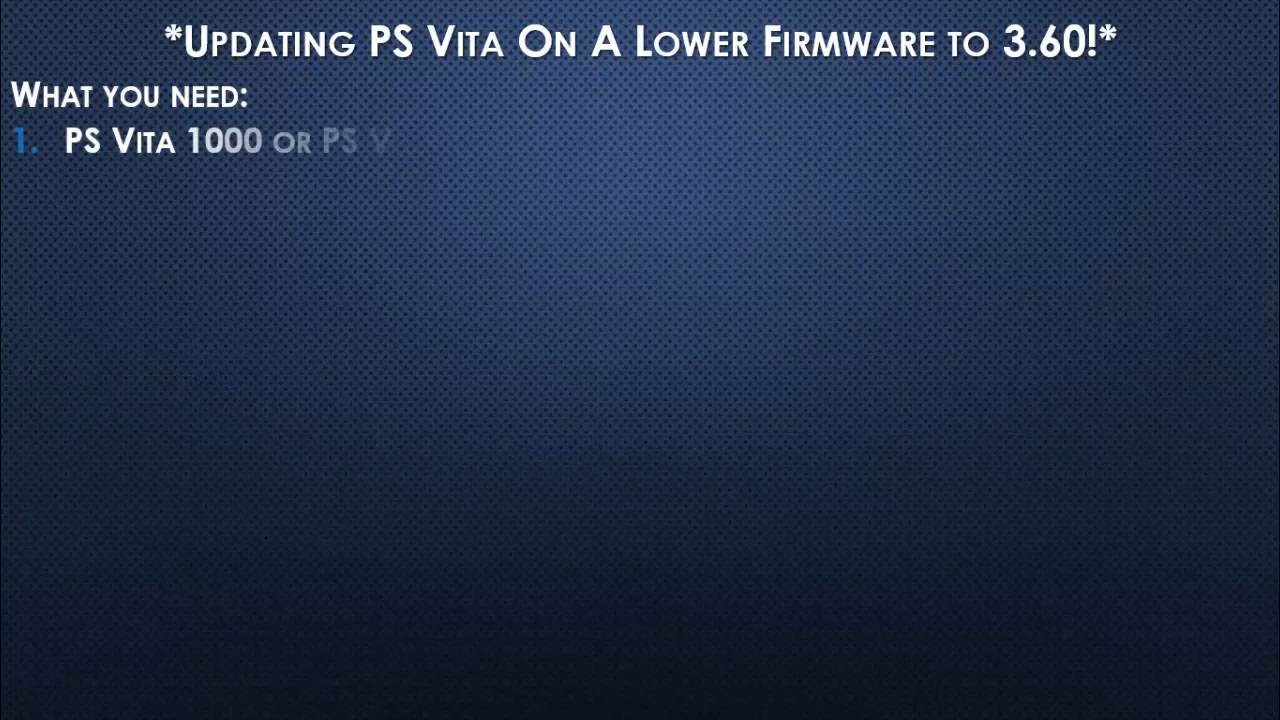 *Updating PS Vita On A Lower Firmware to 3.60!*
What you need:
1. PS Vita 1000 or PS V